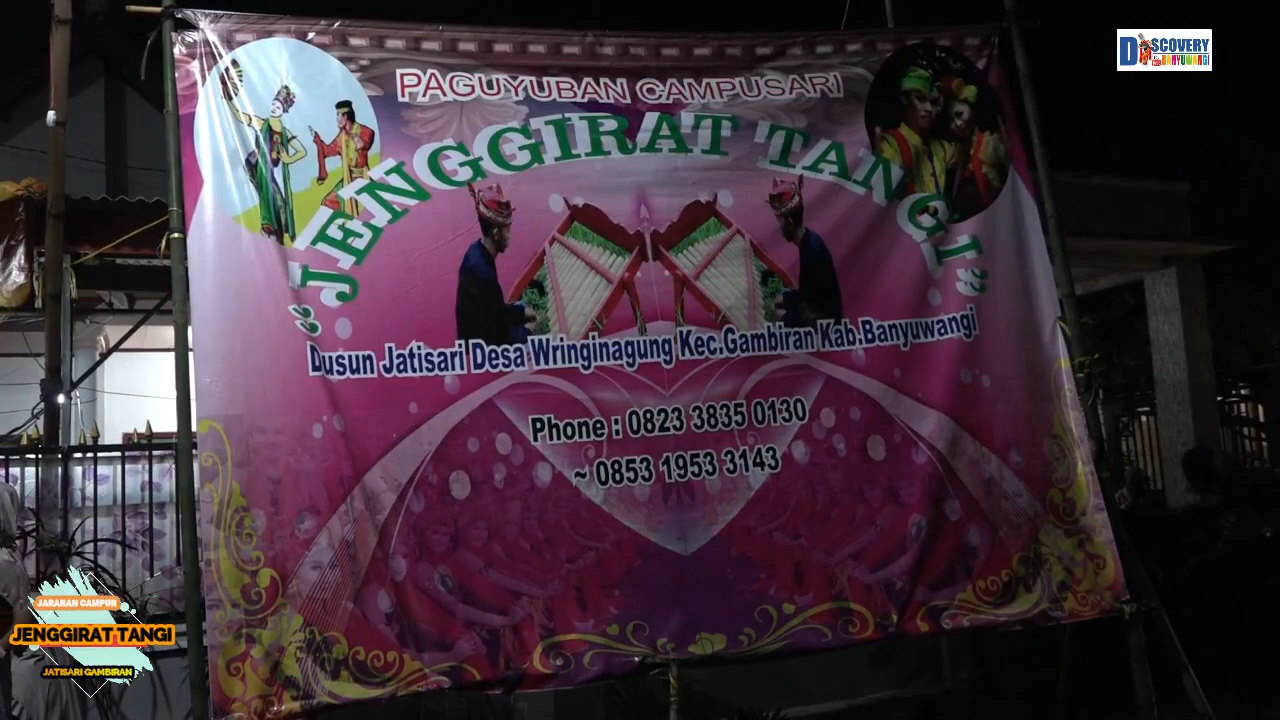 DISCOVERY
BANYUWANGI
PAGUYUBAN CAMPUSARI
"JENGGIRAT TANGI"
Dusun Jatisari Desa Wringinagung Kec.Gambiran Kab.Banyuwangi
Phone : 0823 3835 0130
~ 0853 1953 3143
JARANAN CAMPUR
JENGGIRAT TANGI
JATISARI GAMBIRAN